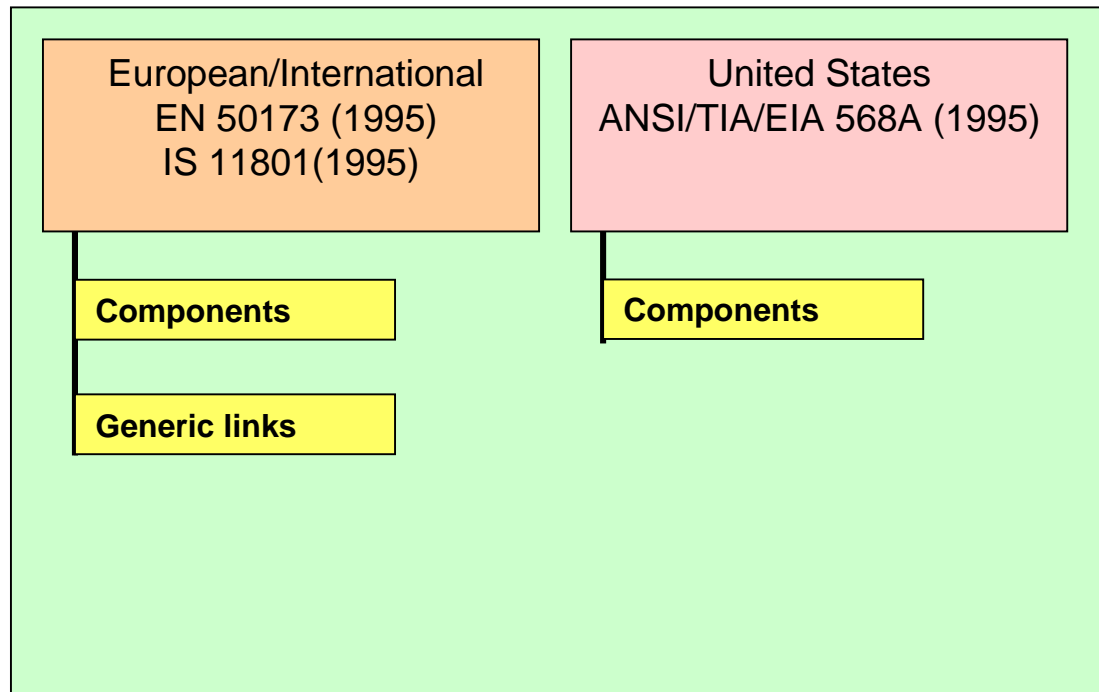 European/International
EN 50173 (1995)
IS 11801(1995)
United States
ANSI/TIA/EIA 568A (1995)
Components
Generic links
Components